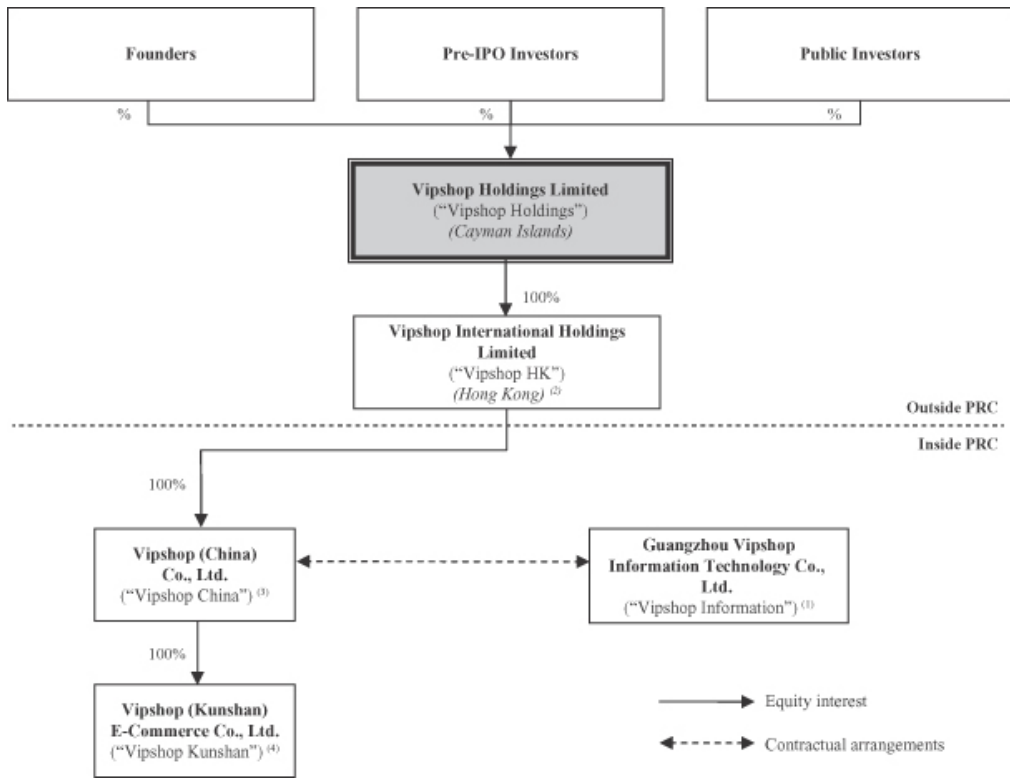 Founders
Pre-IPO Investors
Public Investors
%
%
%
Vipshop Holdings Limited
(“Vipshop Holdings”)
(Cayman Islands)
100%
Vipshop International Holdings
Limited
(“Vipshop HK”)
(Hong Kong) (2)
Outside PRC
Inside PRC
100%
Vipshop (China)
Co., Ltd.
(“Vipshop China”) (3)
Guangzhou Vipshop
Information Technology Co.,
Ltd.
(“Vipshop Information”) (1)
100%
Vipshop (Kunshan)
E-Commerce Co., Ltd.
(“Vipshop Kunshan”) (4)
Equity interest
Contractual arrangements